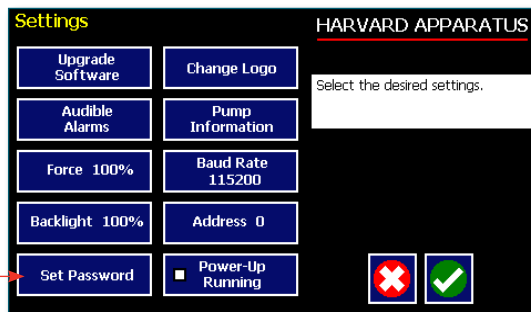 Settings
HARVARD APPARATUS
Upgrade
Software
Change Logo
Select the desired settings.
Audible
Alarms
Pump
Information
Force 100%
Baud Rate
115200
Backlight 100%
Address 0
Set Password
Power-Up
Running